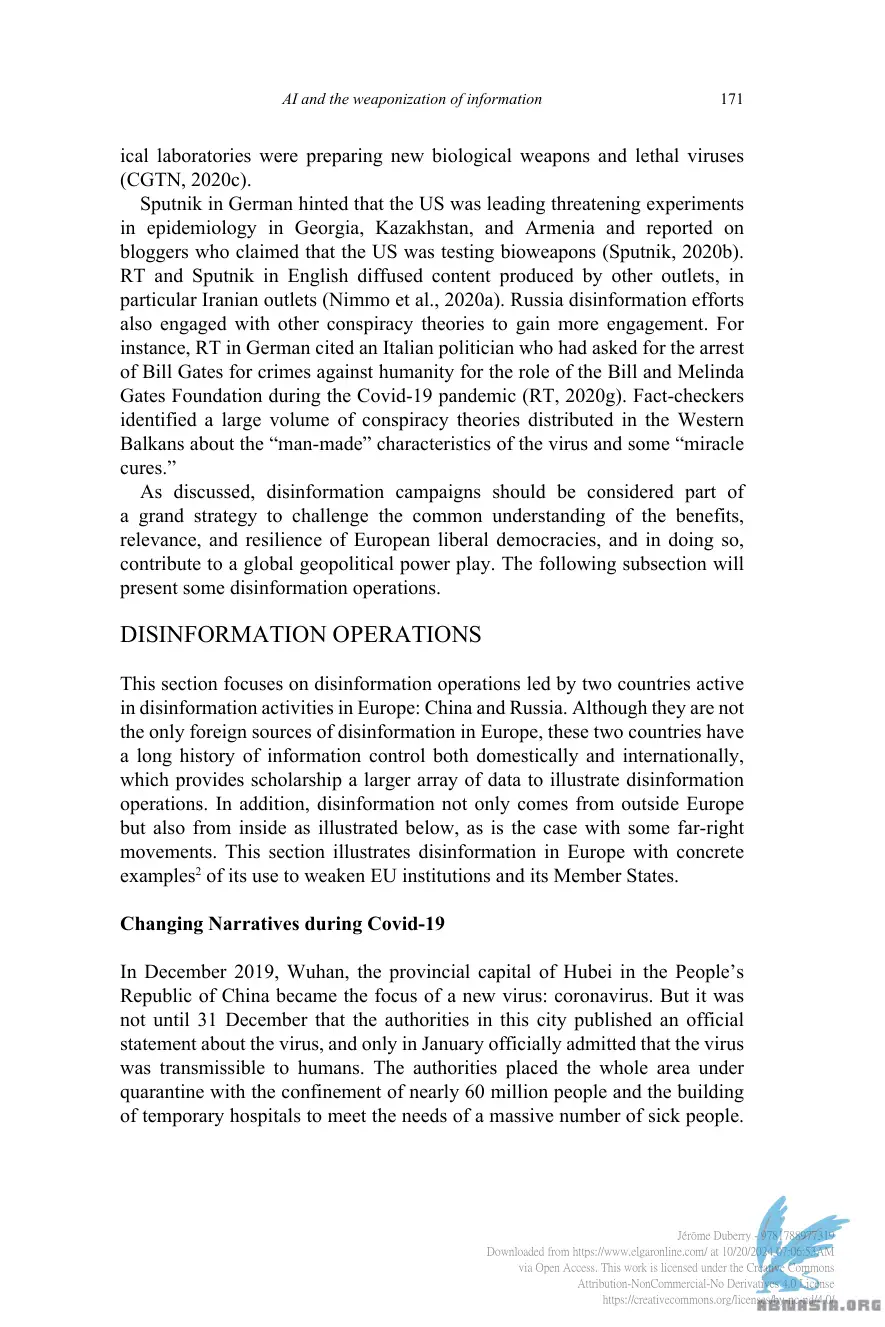 AI and the weaponization of information 171
ical laboratories were preparing new biological weapons and lethal viruses
(CGTN, 2020c).
Sputnik in German hinted that the US was leading threatening experiments
in epidemiology in Georgia, Kazakhstan, and Armenia and reported on
bloggers who claimed that the US was testing bioweapons (Sputnik, 2020b).
RT and Sputnik in English diffused content produced by other outlets, in
particular Iranian outlets (Nimmo et al., 2020a). Russia disinformation efforts
also engaged with other conspiracy theories to gain more engagement. For
instance, RT in German cited an Italian politician who had asked for the arrest
of Bill Gates for crimes against humanity for the role of the Bill and Melinda
Gates Foundation during the Covid-19 pandemic (RT, 2020g). Fact-checkers
identified a large volume of conspiracy theories distributed in the Western
Balkans about the “man-made” characteristics of the virus and some “miracle
cures.”
As discussed, disinformation campaigns should be considered part of
a grand strategy to challenge the common understanding of the benefits,
relevance, and resilience of European liberal democracies, and in doing so,
contribute to a global geopolitical power play. The following subsection will
present some disinformation operations.
DISINFORMATION OPERATIONS
This section focuses on disinformation operations led by two countries active
in disinformation activities in Europe: China and Russia. Although they are not
the only foreign sources of disinformation in Europe, these two countries have
a long history of information control both domestically and internationally,
which provides scholarship a larger array of data to illustrate disinformation
operations. In addition, disinformation not only comes from outside Europe
but also from inside as illustrated below, as is the case with some far-right
movements. This section illustrates disinformation in Europe with concrete
examples² of its use to weaken EU institutions and its Member States.
Changing Narratives during Covid-19
In December 2019, Wuhan, the provincial capital of Hubei in the People’s
Republic of China became the focus of a new virus: coronavirus. But it was
not until 31 December that the authorities in this city published an official
statement about the virus, and only in January officially admitted that the virus
was transmissible to humans. The authorities placed the whole area under
quarantine with the confinement of nearly 60 million people and the building
of temporary hospitals to meet the needs of a massive number of sick people.
Jérôme Duberry - 9781788977319
Downloaded from https://www.elgaronline.com/ at 10/20/2024 07:06:53AM
via Open Access. This work is licensed under the Creative Commons
Attribution-NonCommercial-No Derivatives 4.0 License
https://creativecommons.org/licenses/by-nc-nd/4.0/
ABTNASIA.ORG